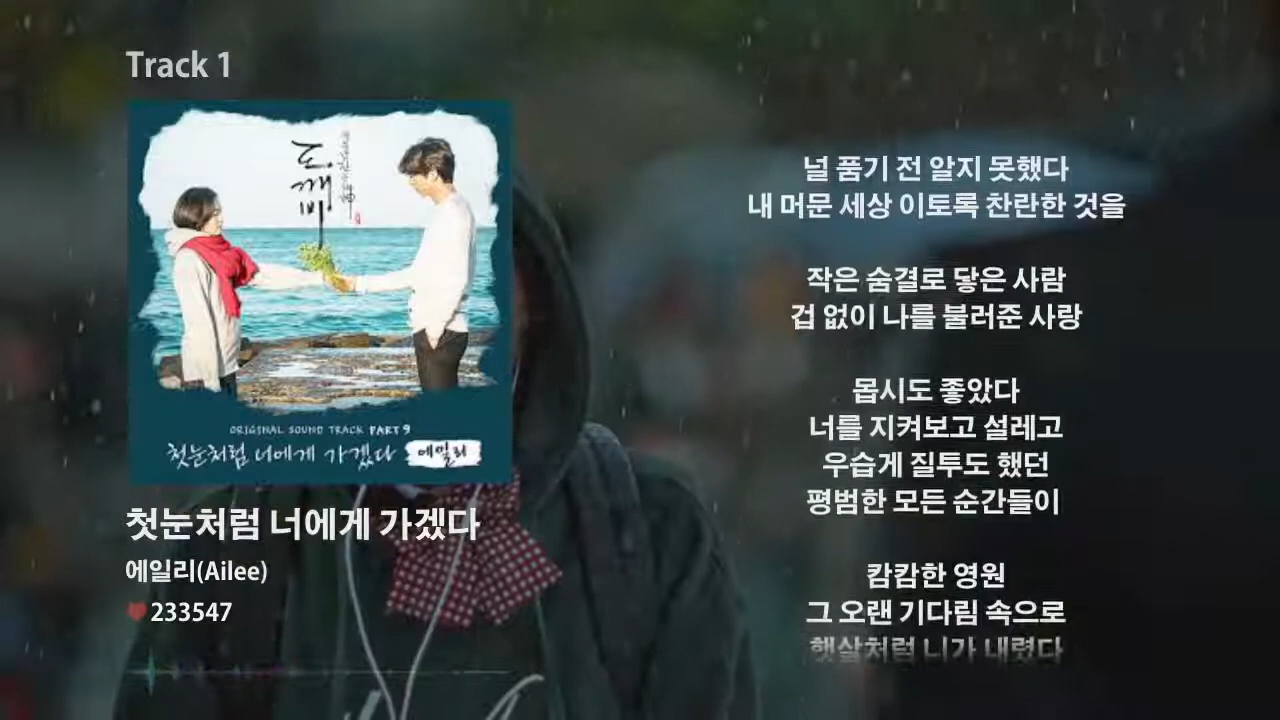 Track 1
도깨비
ORIGINAL SOUND TRACK PART 9
첫눈처럼 너에게 가겠다 에일리
첫눈처럼 너에게 가겠다
에일리(Ailee)
233547
널 품기 전 알지 못했다
내 머문 세상 이토록 찬란한 것을
작은 숨결로 닿은 사람
겁 없이 나를 불러준 사랑
몹시도 좋았다
너를 지켜보고 설레고
우습게 질투도 했던
평범한 모든 순간들이
캄캄한 영원
그 오랜 기다림 속으로
햇살처럼 니가 내렸다